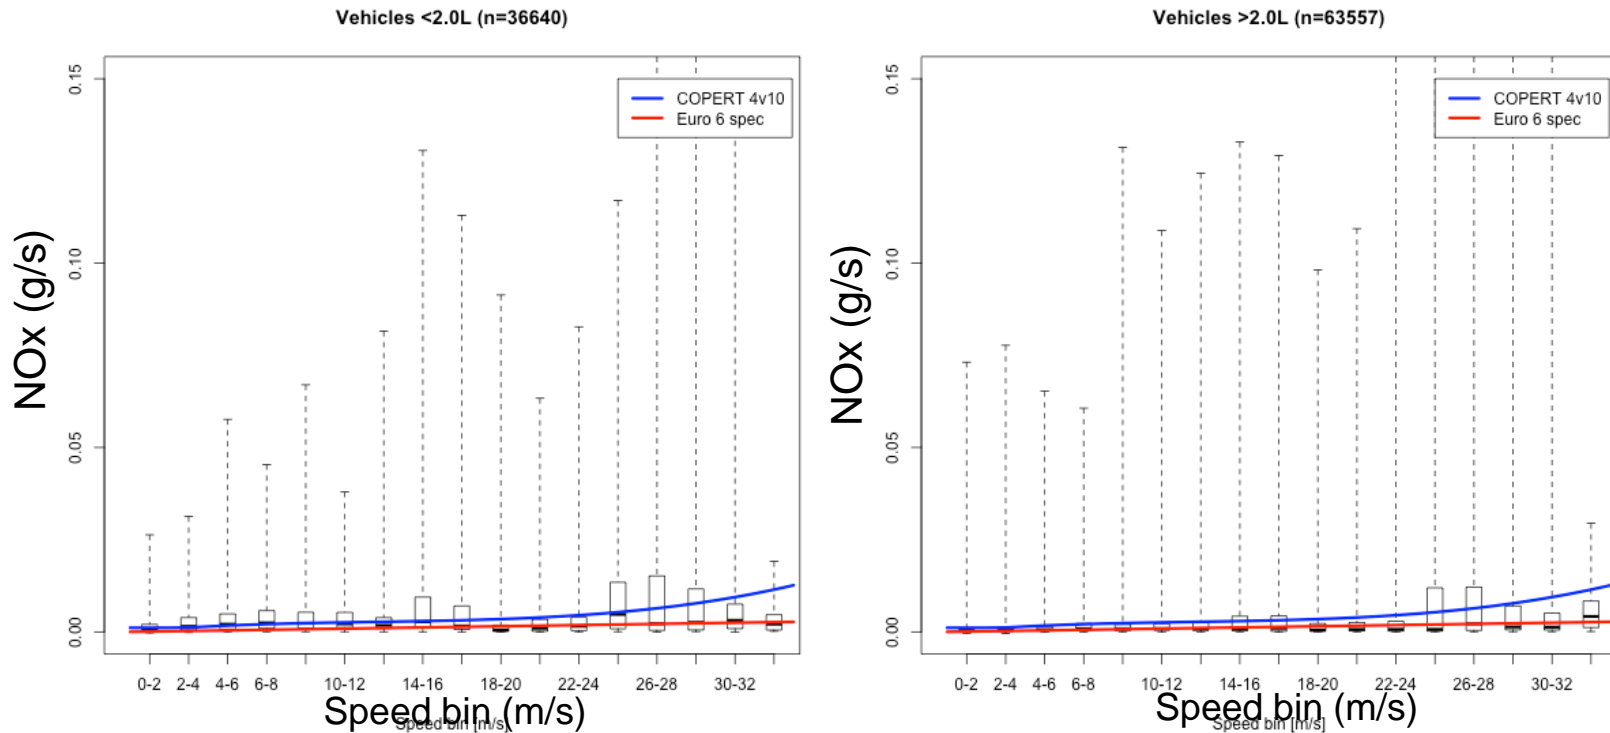 Vehicles <2.0L (n=36640)
NOx (g/s)
0.15
0.10
0.05
0.00
COPERT 4v10
Euro 6 spec
0-2 2-4 4-6 6-8 10-12 14-16 18-20 22-24 26-28 30-32
Speed bin (m/s)
Speed bin [m/s]
Vehicles >2.0L (n=63557)
NOx (g/s)
0.15
0.10
0.05
0.00
COPERT 4v10
Euro 6 spec
0-2 2-4 4-6 6-8 10-12 14-16 18-20 22-24 26-28 30-32
Speed bin (m/s)
Speed bin [m/s]